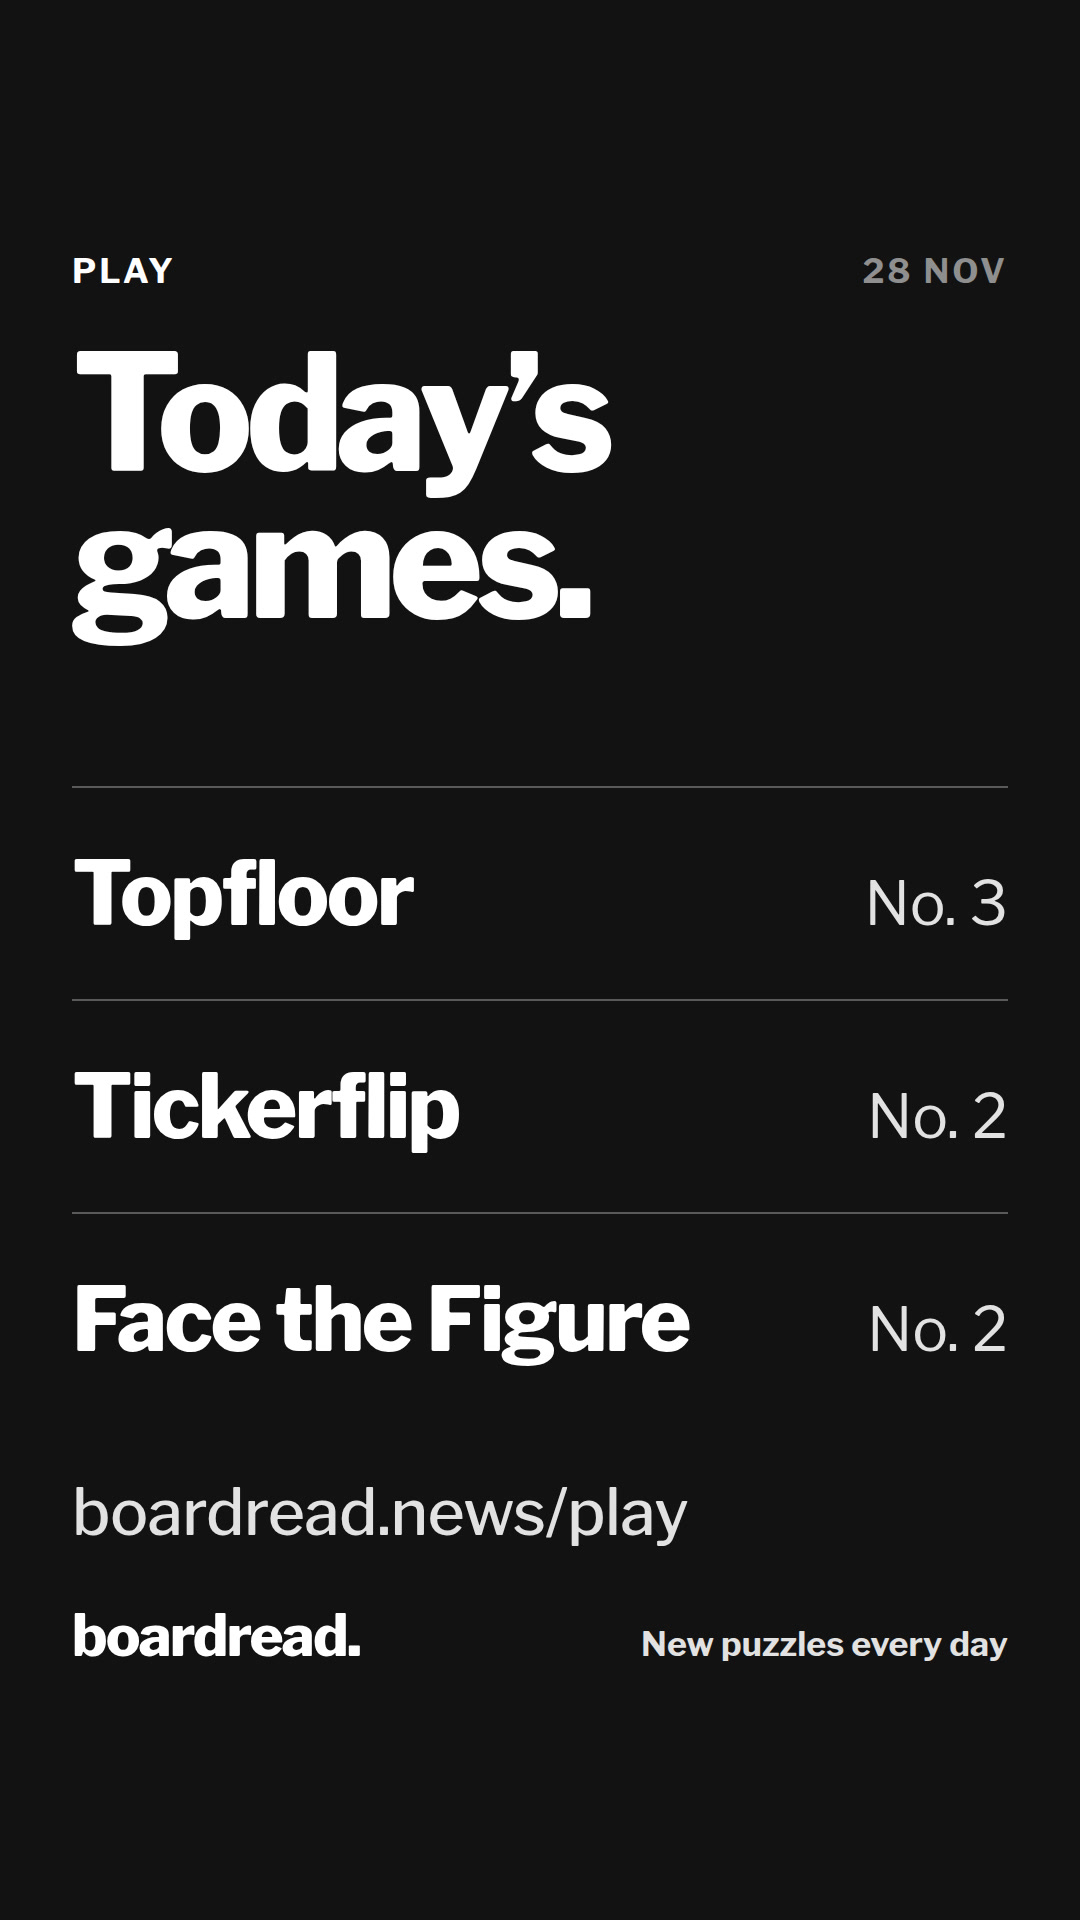 PLAY 28 NOV
Today’s
games.
Topfloor No. 3
Tickerflip No. 2
Face the Figure No. 2
boardread.news/play
boardread. New puzzles every day